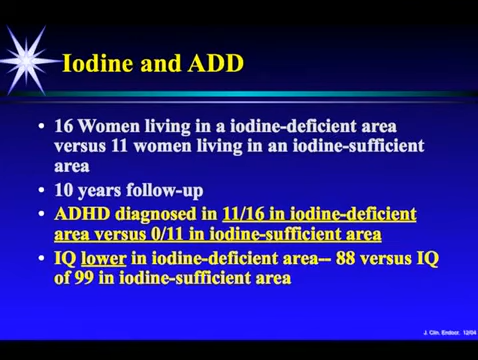 Iodine and ADD
• 16 Women living in a iodine-deficient area
versus 11 women living in an iodine-sufficient
area
• 10 years follow-up
• ADHD diagnosed in 11/16 in iodine-deficient
area versus 0/11 in iodine-sufficient area
• IQ lower in iodine-deficient area-- 88 versus IQ
of 99 in iodine-sufficient area
J. Clin. Endocr. 12/04